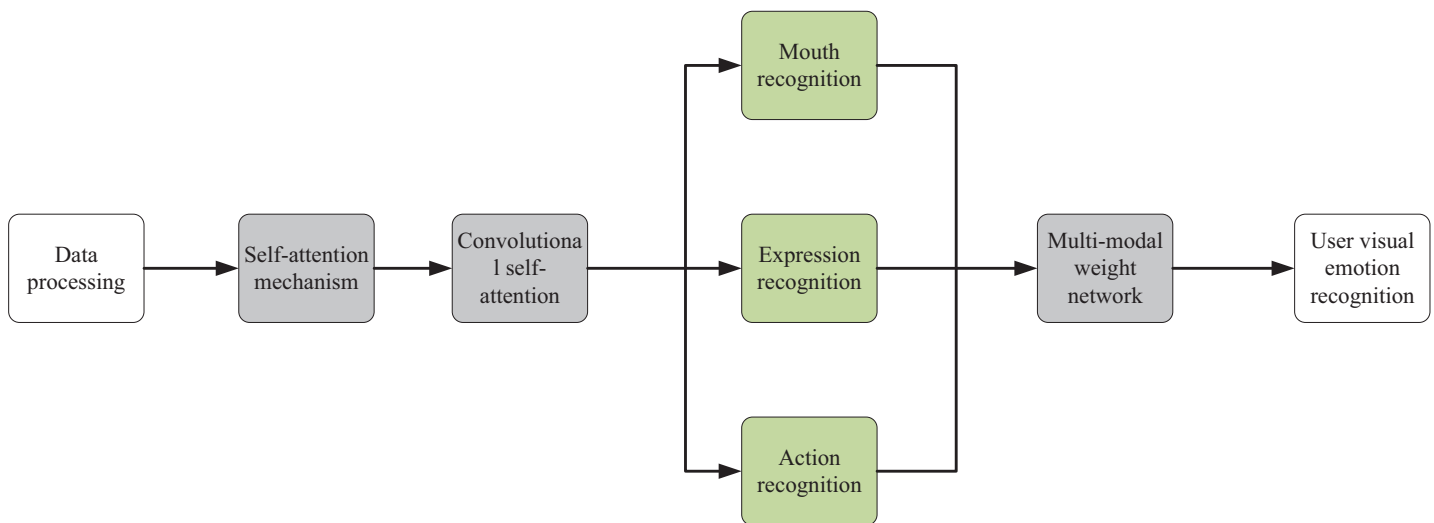 Mouth
recognition
Data
processing
Self-attention
mechanism
Convolutiona
l self-
attention
Expression
recognition
Multi-modal
weight
network
User visual
emotion
recognition
Action
recognition